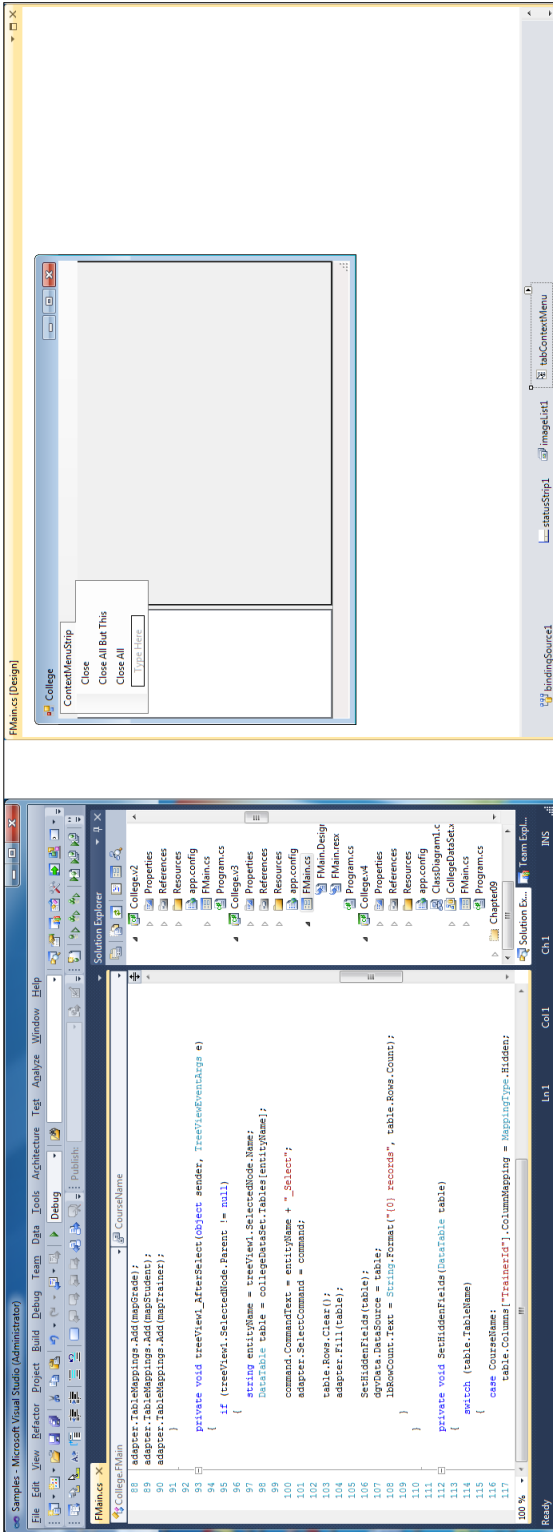 Samples - Microsoft Visual Studio (Administrator)
File Edit View Refactor Project Build Debug Team Data Tools Architecture Test Analyze Window Help
Debug
Publish:
FMain.cs
College.FMain
CourseName
88 adapter.TableMappings.Add(mapGrade);
89 adapter.TableMappings.Add(mapStudent);
90 adapter.TableMappings.Add(mapTrainer);
91 }
92
93 private void treeView1_AfterSelect(object sender, TreeViewEventArgs e)
94 {
95 if (treeView1.SelectedNode.Parent != null)
96 {
97 string entityName = treeView1.SelectedNode.Name;
98 DataTable table = collegeDataSet.Tables[entityName];
99
100 command.CommandText = entityName + "_Select";
101 adapter.SelectCommand = command;
102
103 table.Rows.Clear();
104 adapter.Fill(table);
105
106 SetHiddenFields(table);
107 dgvData.DataSource = table;
108 lbRowCount.Text = String.Format("{0} records", table.Rows.Count);
109 }
110 }
111
112 private void SetHiddenFields(DataTable table)
113 {
114 switch (table.TableName)
115 {
116 case CourseName:
117 table.Columns["TrainerId"].ColumnMapping = MappingType.Hidden;
100 %
Solution Explorer
College.v2
Properties
References
Resources
app.config
FMain.cs
Program.cs
College.v3
Properties
References
Resources
app.config
FMain.cs
FMain.Designr
FMain.resx
Program.cs
College.v4
Properties
References
Resources
app.config
ClassDiagram1.c
CollegeDataSet.x
FMain.cs
Program.cs
Chapter09
Solution Ex...
Team Expl...
Ready
Ln 1
Col 1
Ch 1
INS
FMain.cs [Design]
College
ContextMenuStrip
Close
Close All But This
Close All
Type Here
bindingSource1
statusStrip1
imageList1
tabContextMenu